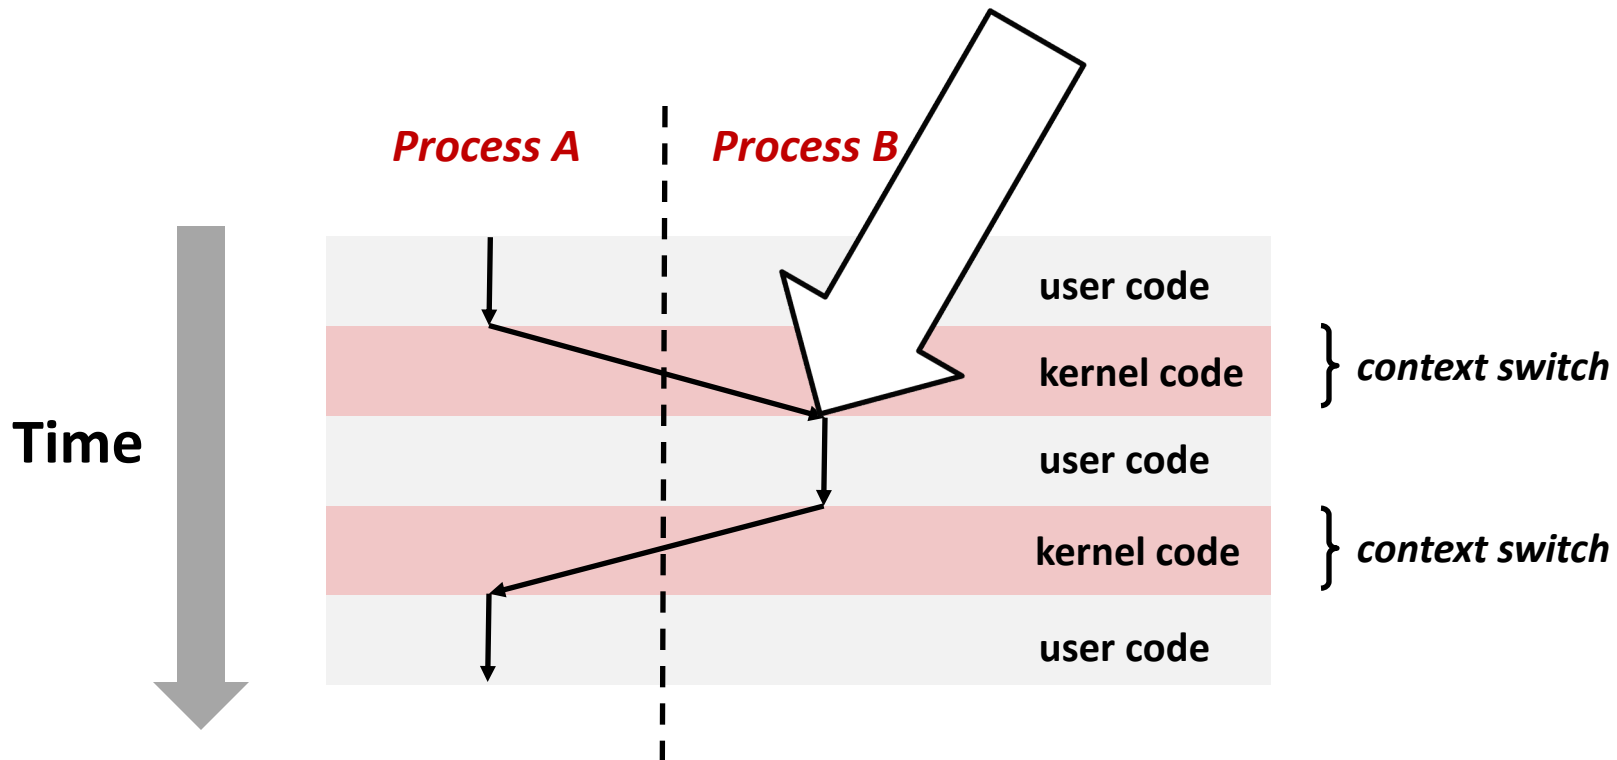 Process A
Process B
user code
kernel code
context switch
Time
user code
kernel code
context switch
user code